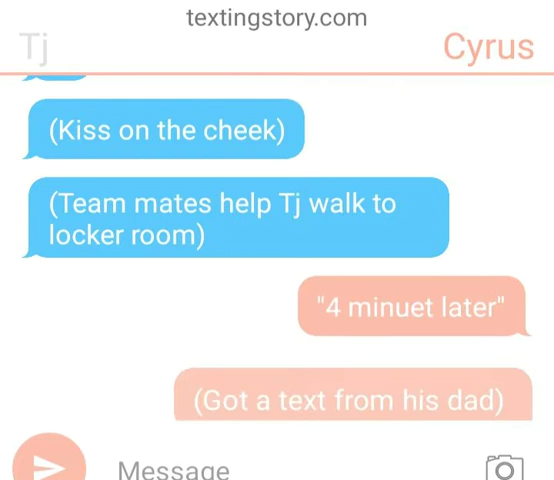 textingstory.com
Tj
Cyrus
(Kiss on the cheek)
(Team mates help Tj walk to
locker room)
"4 minuet later"
(Got a text from his dad)
Message